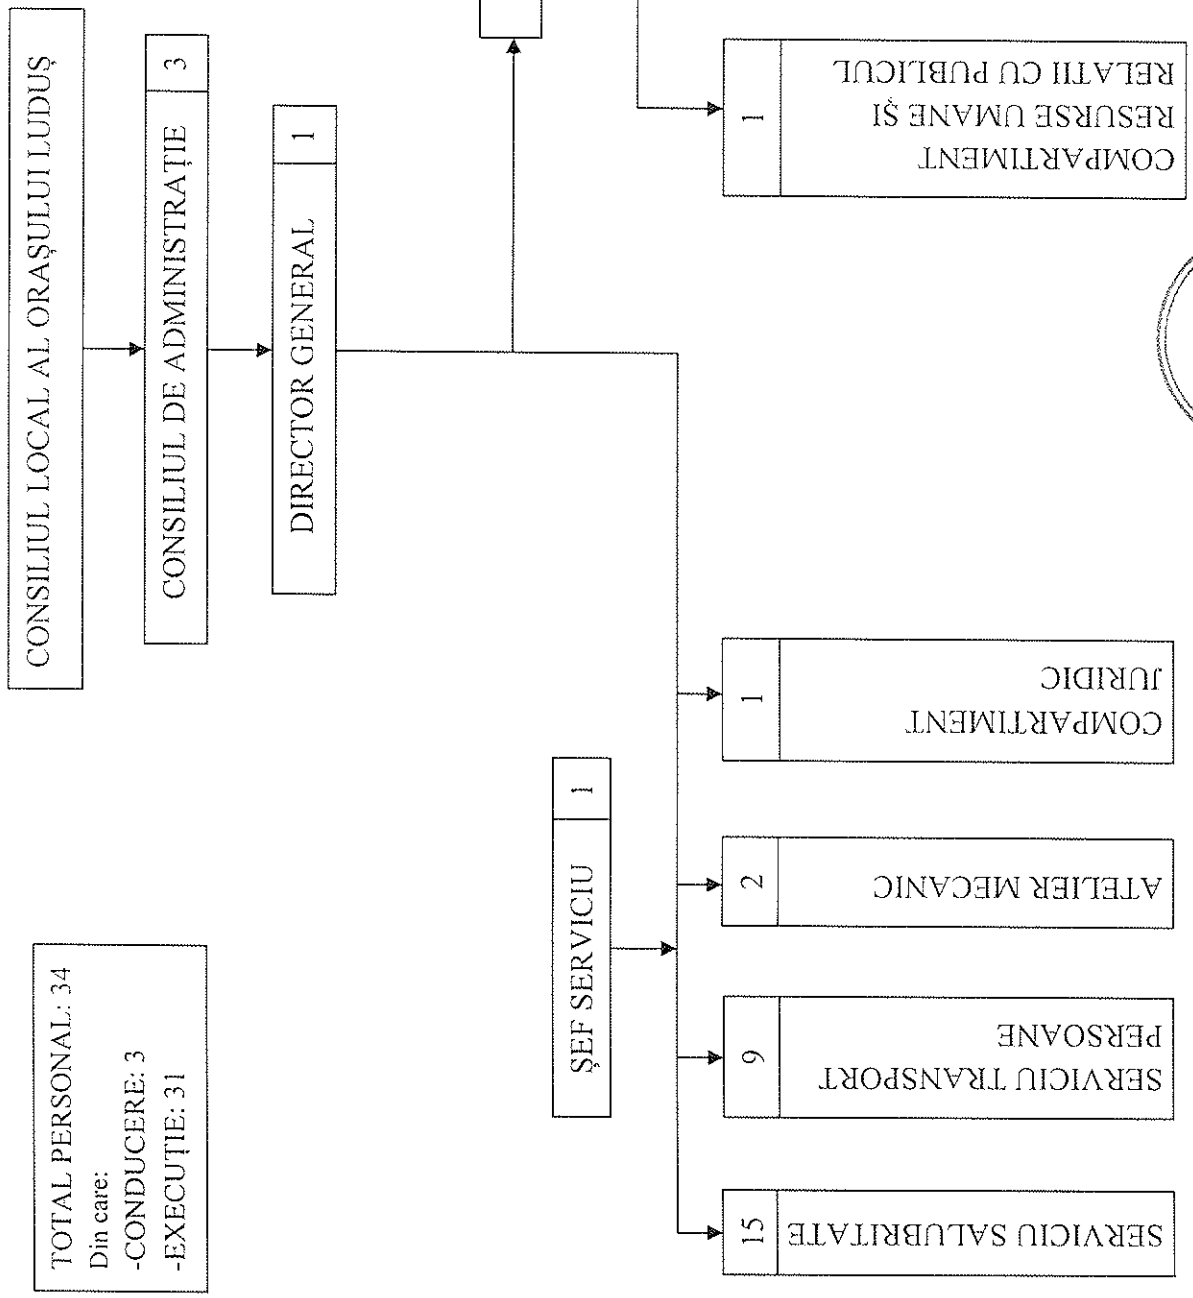 CONSILIUL LOCAL AL ORAȘULUI LUDUȘ
CONSILIUL DE ADMINISTRAȚIE
3
DIRECTOR GENERAL
1
TOTAL PERSONAL: 34
Din care:
-CONDUCERE: 3
-EXECUȚIE: 31
ȘEF SERVICIU
1
15
SERVICIU SALUBRITATE
9
SERVICIU TRANSPORT
PERSOANE
2
ATELIER MECANIC
1
COMPARTIMENT
JURIDIC
1
COMPARTIMENT
RESURSE UMANE ȘI
RELATII CU PUBLICUL